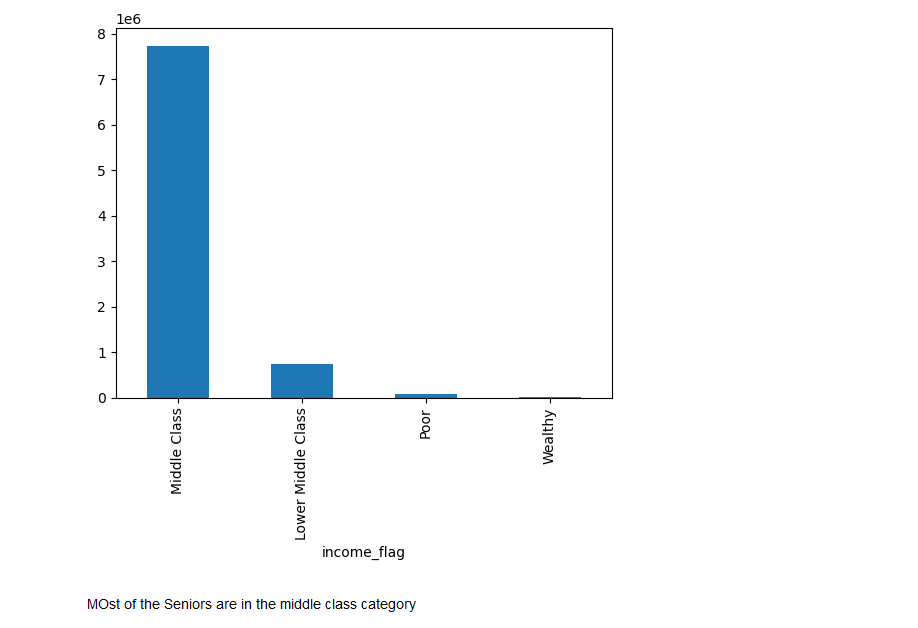 1e6
8
7
6
5
4
3
2
1
0
Middle Class
Lower Middle Class
Poor
Wealthy
income_flag
MOst of the Seniors are in the middle class category